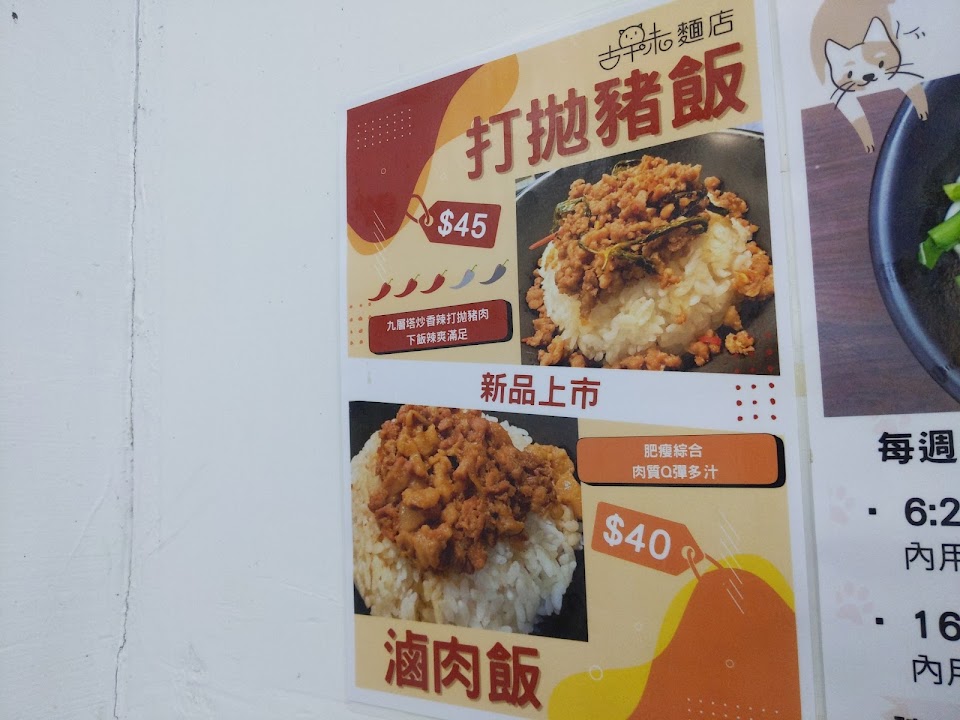 古早味麵店
打拋豬飯
$45
九層塔炒香辣打拋豬肉
下飯辣爽滿足
新品上市
肥瘦綜合
肉質Q彈多汁
$40
滷肉飯
每週
· 6:2
內用
· 16
內用